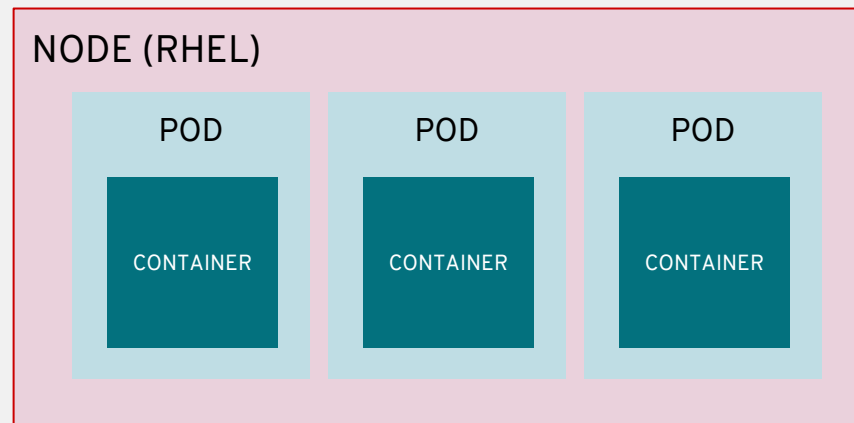 NODE (RHEL)
POD POD POD
CONTAINER CONTAINER CONTAINER